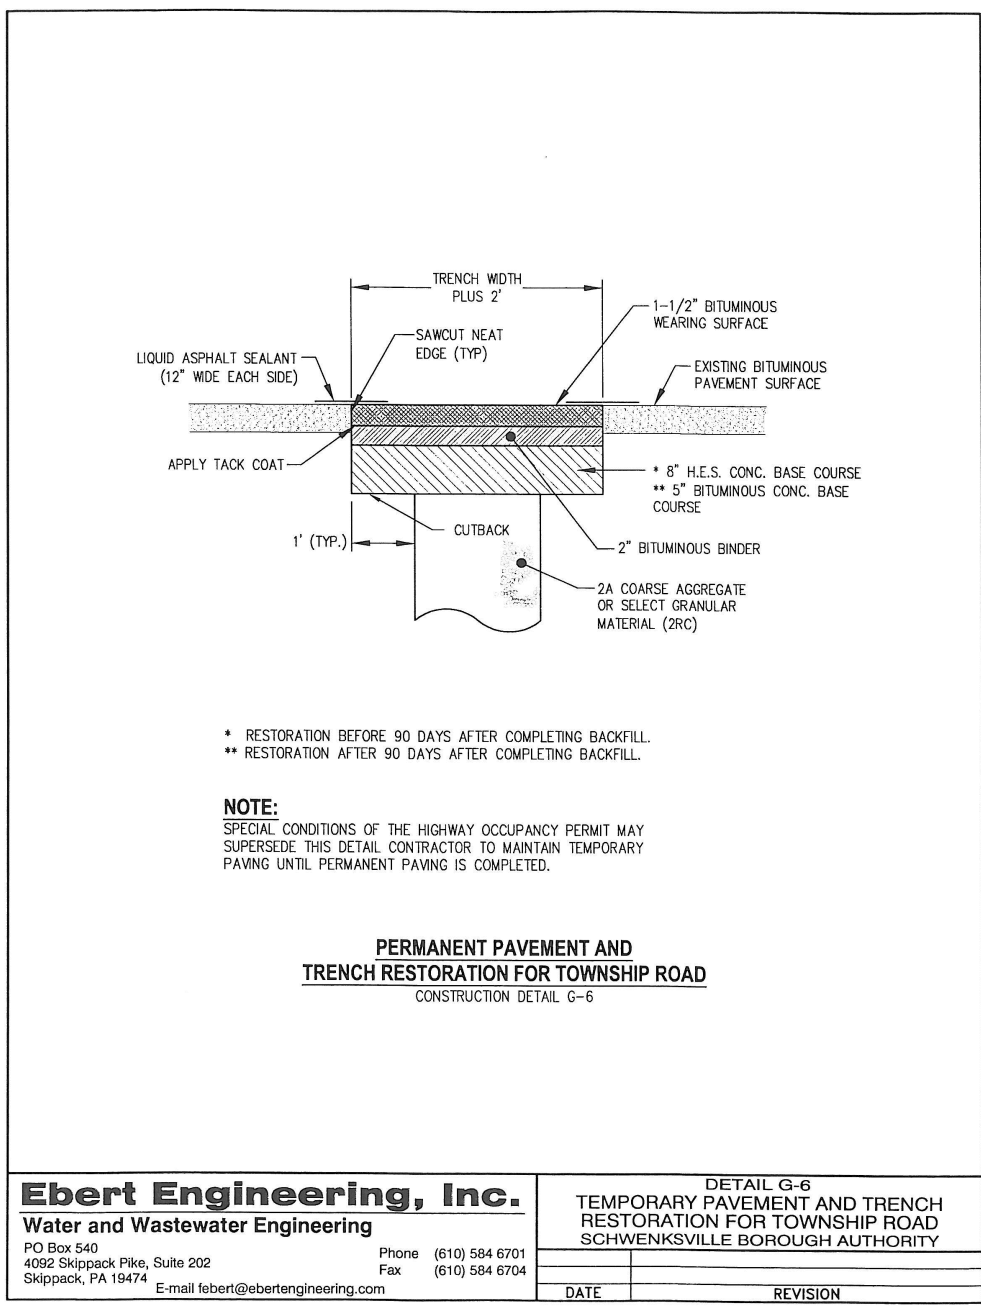 TRENCH WIDTH
PLUS 2'
1-1/2" BITUMINOUS
WEARING SURFACE
SAWCUT NEAT
EDGE (TYP)
LIQUID ASPHALT SEALANT
(12" WIDE EACH SIDE)
EXISTING BITUMINOUS
PAVEMENT SURFACE
APPLY TACK COAT
* 8" H.E.S. CONC. BASE COURSE
** 5" BITUMINOUS CONC. BASE
COURSE
CUTBACK
1' (TYP.)
2" BITUMINOUS BINDER
2A COARSE AGGREGATE
OR SELECT GRANULAR
MATERIAL (2RC)
* RESTORATION BEFORE 90 DAYS AFTER COMPLETING BACKFILL.
** RESTORATION AFTER 90 DAYS AFTER COMPLETING BACKFILL.
NOTE:
SPECIAL CONDITIONS OF THE HIGHWAY OCCUPANCY PERMIT MAY
SUPERSEDE THIS DETAIL CONTRACTOR TO MAINTAIN TEMPORARY
PAVING UNTIL PERMANENT PAVING IS COMPLETED.
PERMANENT PAVEMENT AND
TRENCH RESTORATION FOR TOWNSHIP ROAD
CONSTRUCTION DETAIL G-6
Ebert Engineering, Inc.
Water and Wastewater Engineering
PO Box 540
4092 Skippack Pike, Suite 202
Skippack, PA 19474
Phone (610) 584 6701
Fax (610) 584 6704
E-mail febert@ebertengineering.com
DETAIL G-6
TEMPORARY PAVEMENT AND TRENCH
RESTORATION FOR TOWNSHIP ROAD
SCHWENKSVILLE BOROUGH AUTHORITY
DATE REVISION